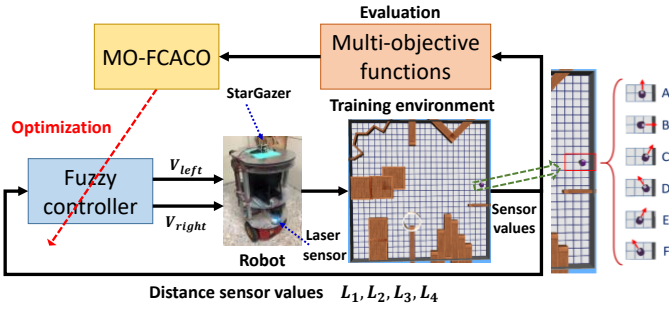 Evaluation
MO-FCACO
Multi-objective
functions
StarGazer
Training environment
Optimization
Fuzzy
controller
V_left
V_right
Laser
sensor
Robot
Sensor
values
A
B
C
D
E
F
Distance sensor values L₁, L₂, L₃, L₄